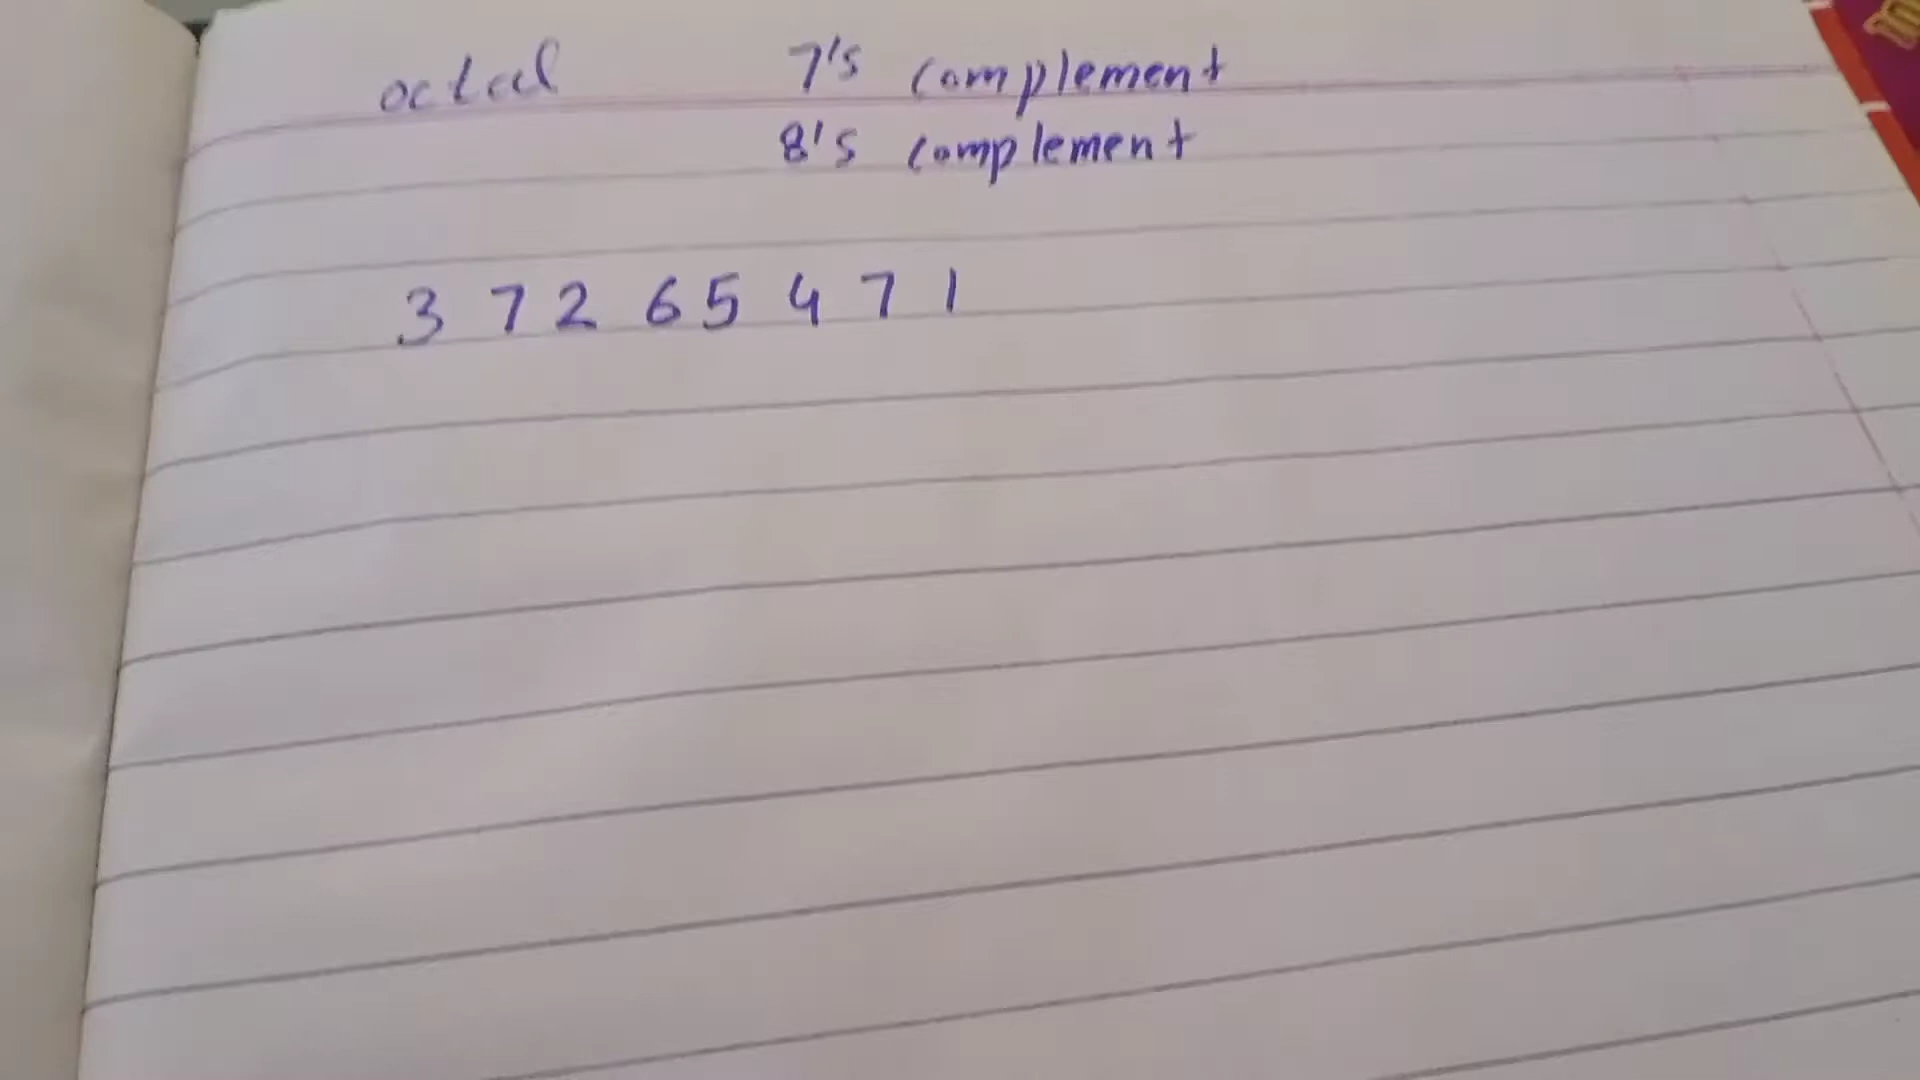 octal 7's complement
8's complement
3 7 2 6 5 4 7 1